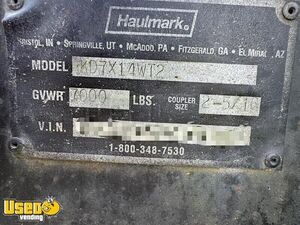 Haulmark®
BRISTOL, IN • SPRINGVILLE, UT • MCADOO, PA • FITZGERALD, GA • EL MIRAGE, AZ
MODEL KD7X14WT2
GVWR 7000 LBS. COUPLER SIZE 2-5/16
V.I.N.
1-800-348-7530
Used vending